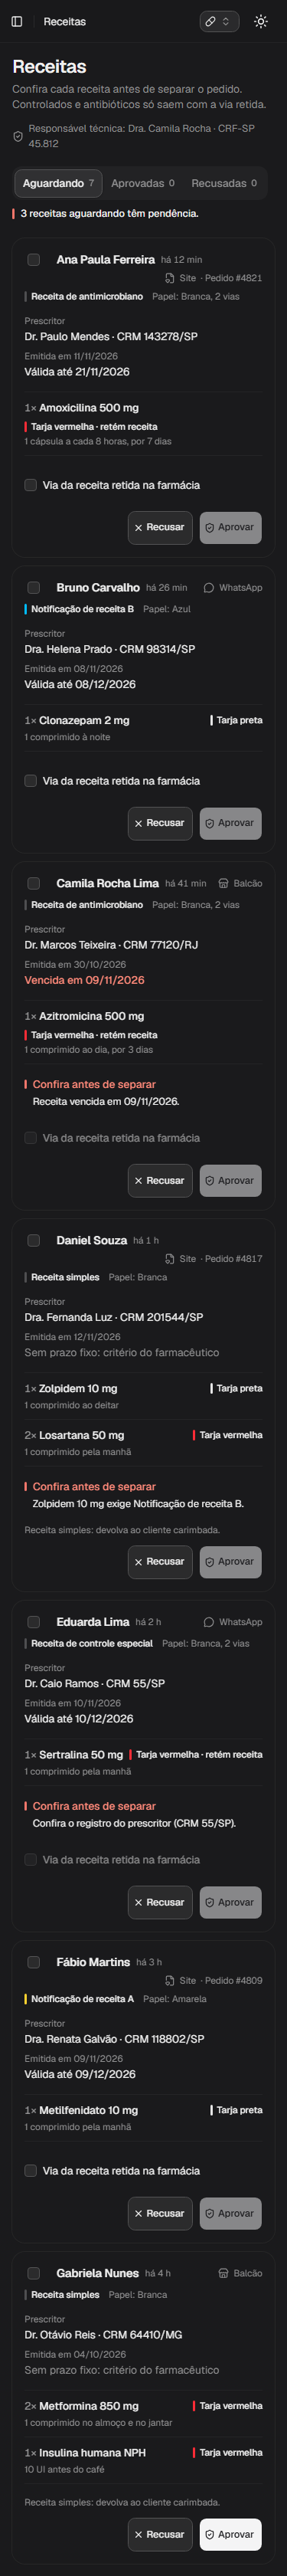 Receitas
Receitas
Confira cada receita antes de separar o pedido.
Controlados e antibióticos só saem com a via retida.
Responsável técnica: Dra. Camila Rocha · CRF-SP
45.812
Aguardando 7 Aprovadas 0 Recusadas 0
3 receitas aguardando têm pendência.
Ana Paula Ferreira há 12 min
Site · Pedido #4821
Receita de antimicrobiano Papel: Branca, 2 vias
Prescritor
Dr. Paulo Mendes · CRM 143278/SP
Emitida em 11/11/2026
Válida até 21/11/2026
1× Amoxicilina 500 mg
Tarja vermelha · retém receita
1 cápsula a cada 8 horas, por 7 dias
Via da receita retida na farmácia
Recusar Aprovar
Bruno Carvalho há 26 min WhatsApp
Notificação de receita B Papel: Azul
Prescritor
Dra. Helena Prado · CRM 98314/SP
Emitida em 08/11/2026
Válida até 08/12/2026
1× Clonazepam 2 mg Tarja preta
1 comprimido à noite
Via da receita retida na farmácia
Recusar Aprovar
Camila Rocha Lima há 41 min Balcão
Receita de antimicrobiano Papel: Branca, 2 vias
Prescritor
Dr. Marcos Teixeira · CRM 77120/RJ
Emitida em 30/10/2026
Vencida em 09/11/2026
1× Azitromicina 500 mg
Tarja vermelha · retém receita
1 comprimido ao dia, por 3 dias
Confira antes de separar
Receita vencida em 09/11/2026.
Via da receita retida na farmácia
Recusar Aprovar
Daniel Souza há 1 h
Site · Pedido #4817
Receita simples Papel: Branca
Prescritor
Dra. Fernanda Luz · CRM 201544/SP
Emitida em 12/11/2026
Sem prazo fixo: critério do farmacêutico
1× Zolpidem 10 mg Tarja preta
1 comprimido ao deitar
2× Losartana 50 mg Tarja vermelha
1 comprimido pela manhã
Confira antes de separar
Zolpidem 10 mg exige Notificação de receita B.
Receita simples: devolva ao cliente carimbada.
Recusar Aprovar
Eduarda Lima há 2 h WhatsApp
Receita de controle especial Papel: Branca, 2 vias
Prescritor
Dr. Caio Ramos · CRM 55/SP
Emitida em 10/11/2026
Válida até 10/12/2026
1× Sertralina 50 mg Tarja vermelha · retém receita
1 comprimido pela manhã
Confira antes de separar
Confira o registro do prescritor (CRM 55/SP).
Via da receita retida na farmácia
Recusar Aprovar
Fábio Martins há 3 h
Site · Pedido #4809
Notificação de receita A Papel: Amarela
Prescritor
Dra. Renata Galvão · CRM 118802/SP
Emitida em 09/11/2026
Válida até 09/12/2026
1× Metilfenidato 10 mg Tarja preta
1 comprimido pela manhã
Via da receita retida na farmácia
Recusar Aprovar
Gabriela Nunes há 4 h Balcão
Receita simples Papel: Branca
Prescritor
Dr. Otávio Reis · CRM 64410/MG
Emitida em 04/10/2026
Sem prazo fixo: critério do farmacêutico
2× Metformina 850 mg Tarja vermelha
1 comprimido no almoço e no jantar
1× Insulina humana NPH Tarja vermelha
10 UI antes do café
Receita simples: devolva ao cliente carimbada.
Recusar Aprovar